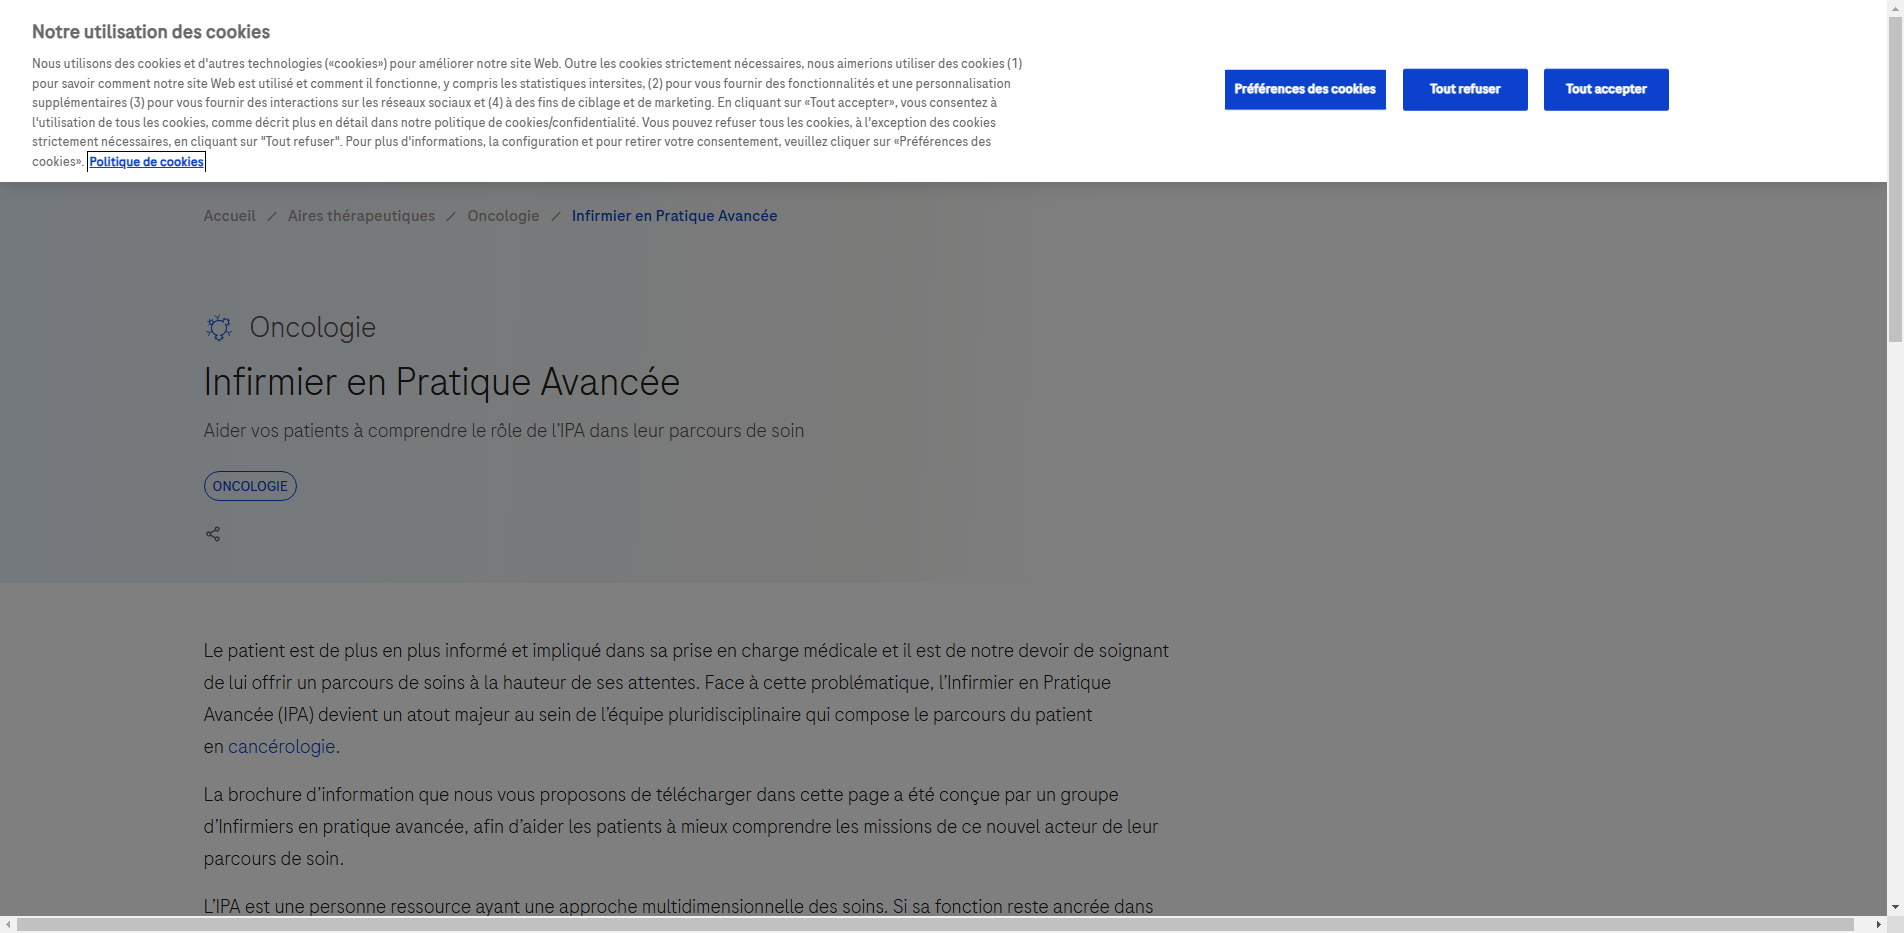 Notre utilisation des cookies
Nous utilisons des cookies et d'autres technologies («cookies») pour améliorer notre site Web. Outre les cookies strictement nécessaires, nous aimerions utiliser des cookies (1)
pour savoir comment notre site Web est utilisé et comment il fonctionne, y compris les statistiques intersites, (2) pour vous fournir des fonctionnalités et une personnalisation
supplémentaires (3) pour vous fournir des interactions sur les réseaux sociaux et (4) à des fins de ciblage et de marketing. En cliquant sur «Tout accepter», vous consentez à
l'utilisation de tous les cookies, comme décrit plus en détail dans notre politique de cookies/confidentialité. Vous pouvez refuser tous les cookies, à l'exception des cookies
strictement nécessaires, en cliquant sur "Tout refuser". Pour plus d'informations, la configuration et pour retirer votre consentement, veuillez cliquer sur «Préférences des
cookies». Politique de cookies
Préférences des cookies
Tout refuser
Tout accepter
Accueil / Aires thérapeutiques / Oncologie / Infirmier en Pratique Avancée
Oncologie
Infirmier en Pratique Avancée
Aider vos patients à comprendre le rôle de l’IPA dans leur parcours de soin
ONCOLOGIE
Le patient est de plus en plus informé et impliqué dans sa prise en charge médicale et il est de notre devoir de soignant
de lui offrir un parcours de soins à la hauteur de ses attentes. Face à cette problématique, l’Infirmier en Pratique
Avancée (IPA) devient un atout majeur au sein de l’équipe pluridisciplinaire qui compose le parcours du patient
en cancérologie.
La brochure d’information que nous vous proposons de télécharger dans cette page a été conçue par un groupe
d’Infirmiers en pratique avancée, afin d’aider les patients à mieux comprendre les missions de ce nouvel acteur de leur
parcours de soin.
L’IPA est une personne ressource ayant une approche multidimensionnelle des soins. Si sa fonction reste ancrée dans